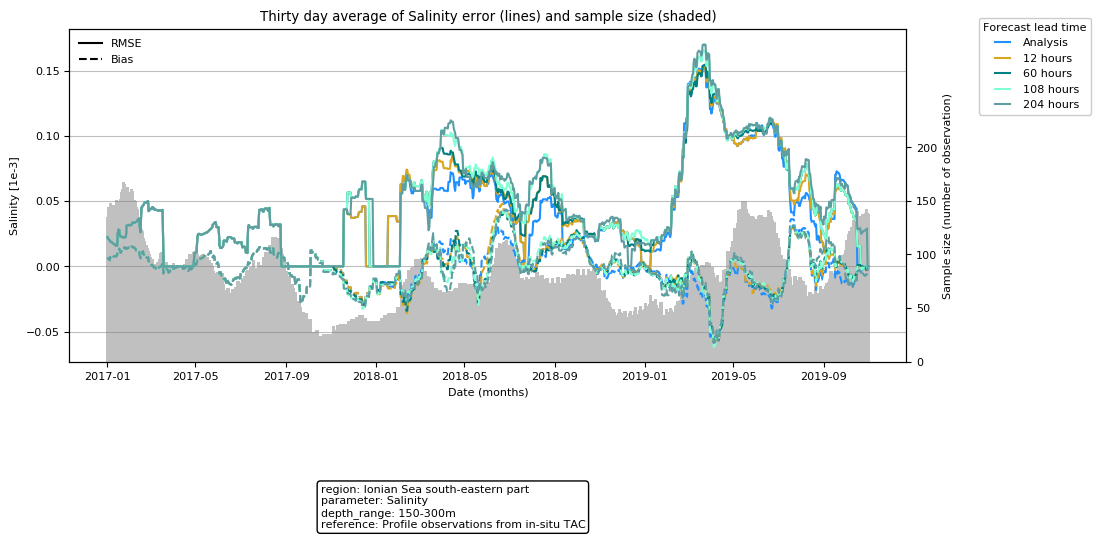 Thirty day average of Salinity error (lines) and sample size (shaded)
RMSE
Bias
Forecast lead time
Analysis
12 hours
60 hours
108 hours
204 hours
Salinity [1e-3]
0.15
0.10
0.05
0.00
−0.05
Sample size (number of observation)
200
150
100
50
0
2017-01
2017-05
2017-09
2018-01
2018-05
2018-09
2019-01
2019-05
2019-09
Date (months)
region: Ionian Sea south-eastern part
parameter: Salinity
depth_range: 150-300m
reference: Profile observations from in-situ TAC